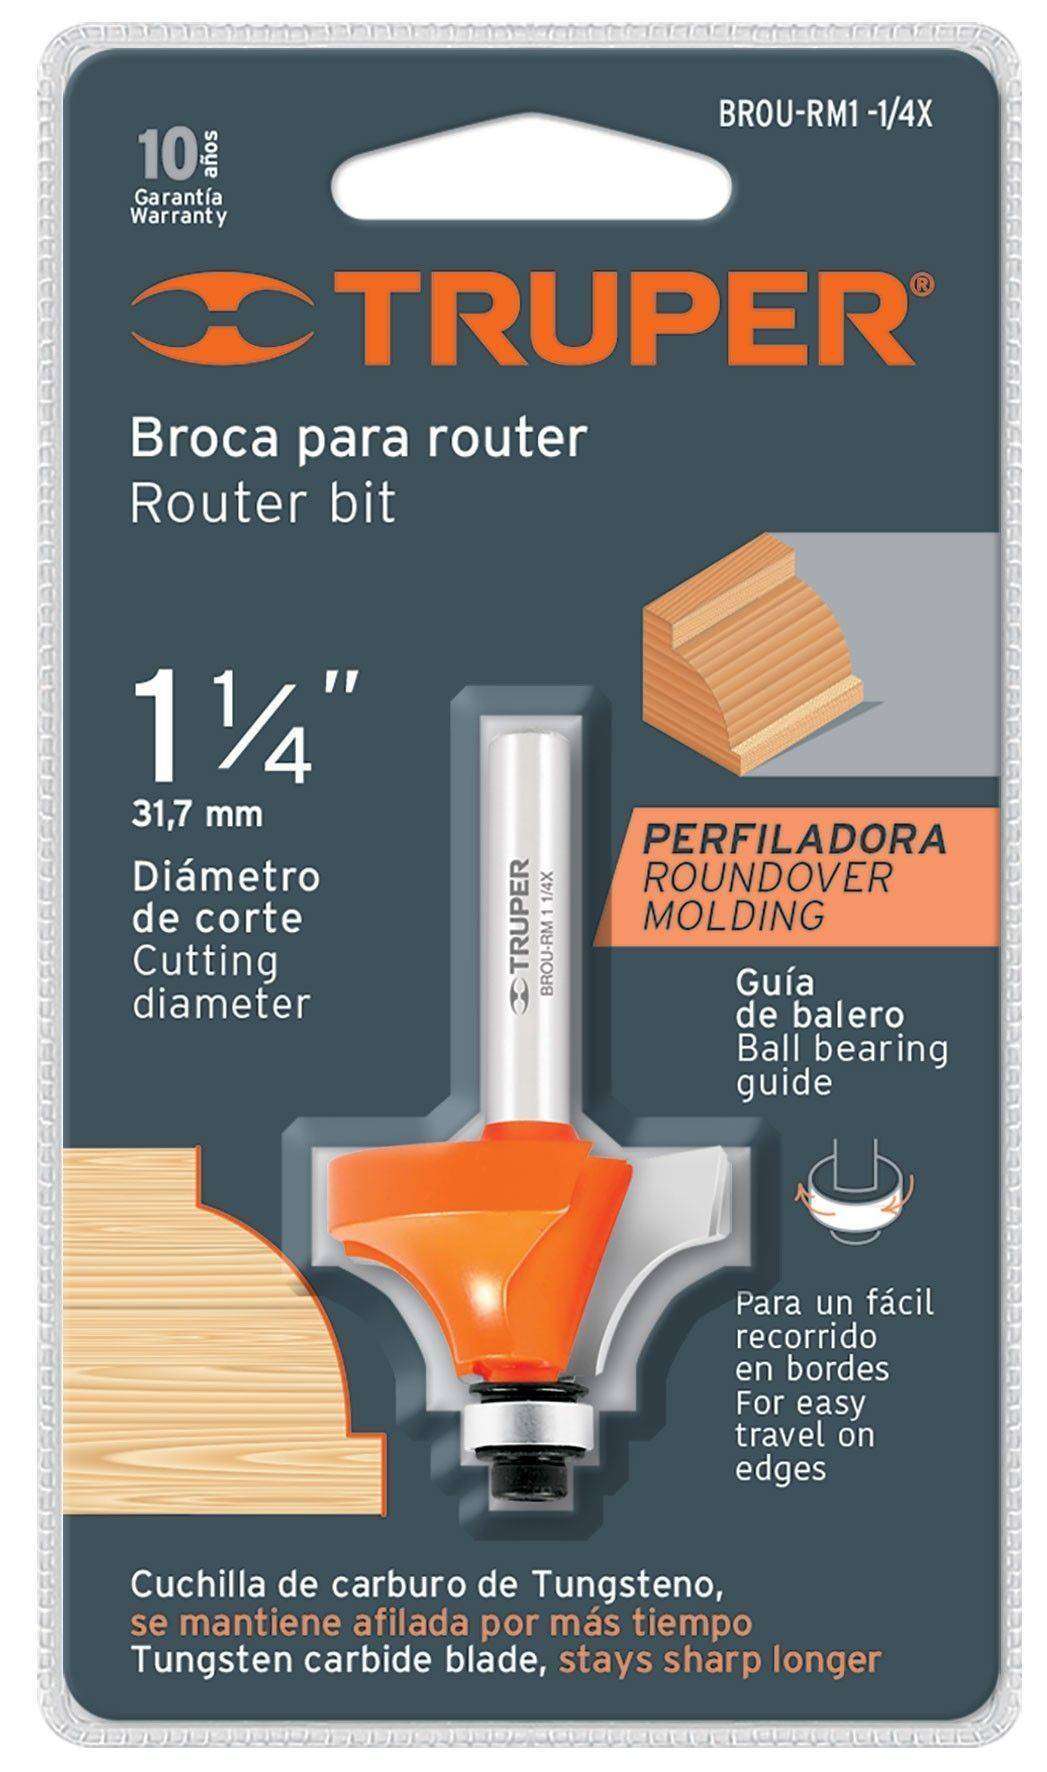 BROU-RM1 -1/4X
10 años
Garantía
Warranty
TRUPER®
Broca para router
Router bit
1 1/4"
31,7 mm
Diámetro
de corte
Cutting
diameter
TRUPER
BROU-RM 1 1/4X
PERFILADORA
ROUNDOVER
MOLDING
Guía
de balero
Ball bearing
guide
Para un fácil
recorrido
en bordes
For easy
travel on
edges
Cuchilla de carburo de Tungsteno,
se mantiene afilada por más tiempo
Tungsten carbide blade, stays sharp longer